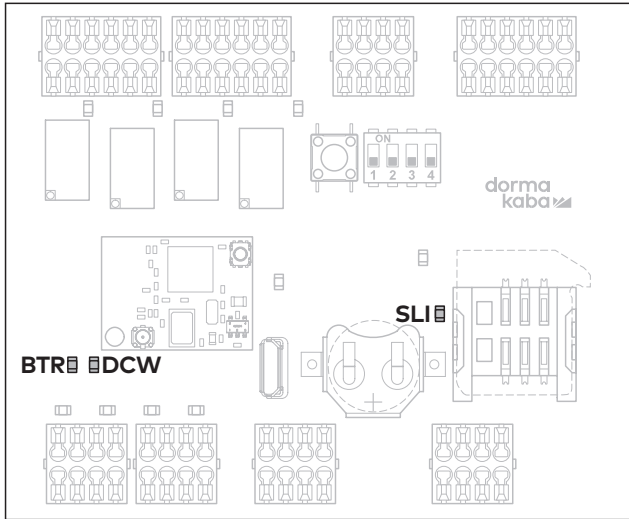 ON
1 2 3 4
dorma
kaba
SLI
BTR DCW
+